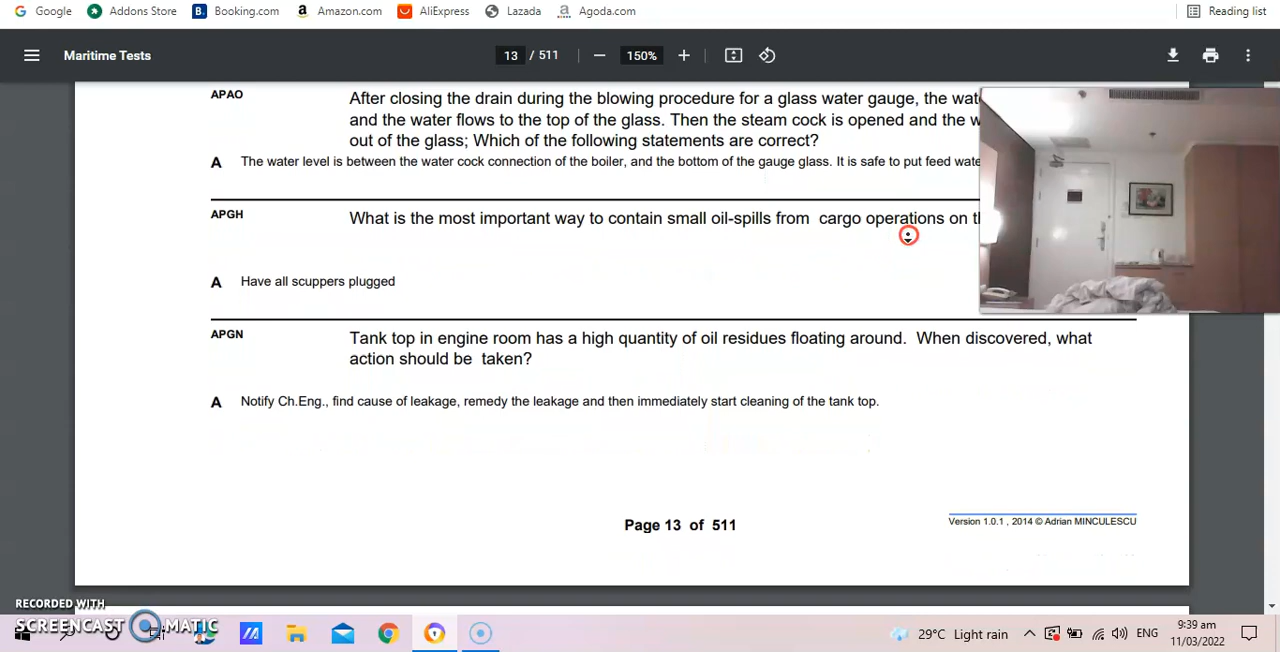 Google Addons Store Booking.com Amazon.com AliExpress Lazada Agoda.com Reading list
Maritime Tests 13 / 511 150%
APAO After closing the drain during the blowing procedure for a glass water gauge, the
and the water flows to the top of the glass. Then the steam cock is opened and the
out of the glass; Which of the following statements are correct?
A The water level is between the water cock connection of the boiler, and the bottom of the gauge glass. It is safe to put feed
APGH What is the most important way to contain small oil-spills from cargo operations on
A Have all scuppers plugged
APGN Tank top in engine room has a high quantity of oil residues floating around. When discovered, what
action should be taken?
A Notify Ch.Eng., find cause of leakage, remedy the leakage and then immediately start cleaning of the tank top.
Page 13 of 511
Version 1.0.1 , 2014 © Adrian MINCULESCU
RECORDED WITH
SCREENCAST MATIC
29°C Light rain ENG 9:39 am
11/03/2022